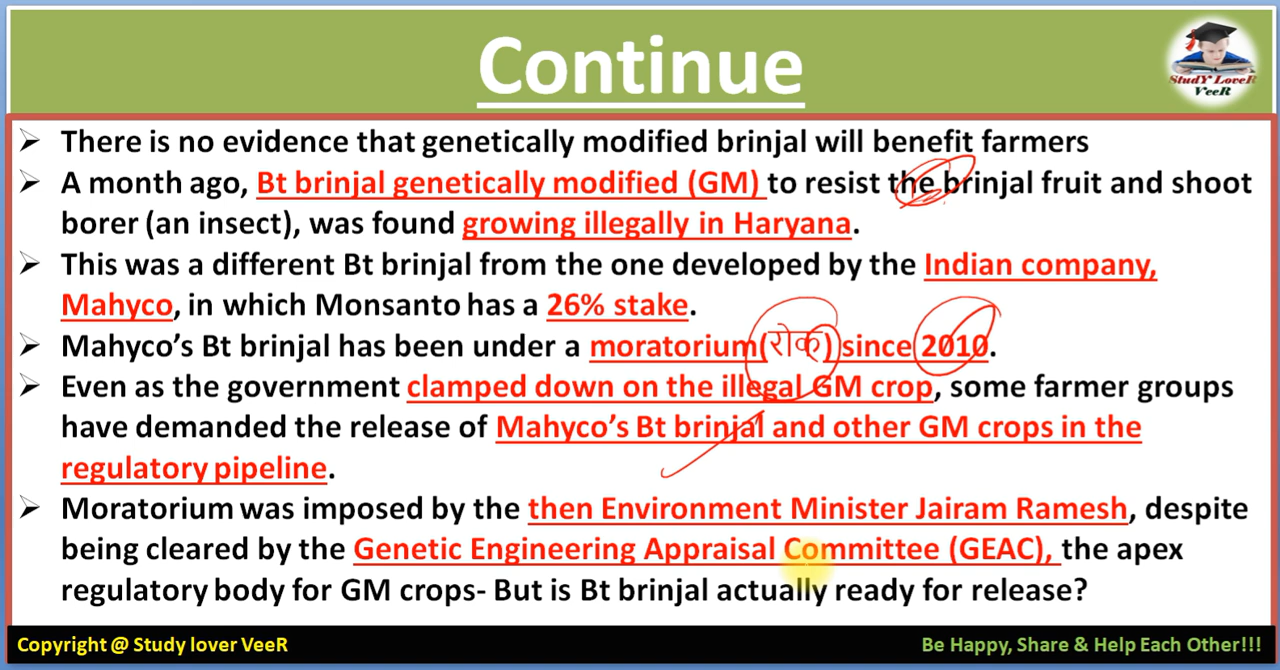 Continue
StudY LoveR
VeeR
➢ There is no evidence that genetically modified brinjal will benefit farmers
➢ A month ago, Bt brinjal genetically modified (GM) to resist the brinjal fruit and shoot
borer (an insect), was found growing illegally in Haryana.
➢ This was a different Bt brinjal from the one developed by the Indian company,
Mahyco, in which Monsanto has a 26% stake.
➢ Mahyco’s Bt brinjal has been under a moratorium(रोक) since 2010.
➢ Even as the government clamped down on the illegal GM crop, some farmer groups
have demanded the release of Mahyco’s Bt brinjal and other GM crops in the
regulatory pipeline.
➢ Moratorium was imposed by the then Environment Minister Jairam Ramesh, despite
being cleared by the Genetic Engineering Appraisal Committee (GEAC), the apex
regulatory body for GM crops- But is Bt brinjal actually ready for release?
Copyright @ Study lover VeeR
Be Happy, Share & Help Each Other!!!